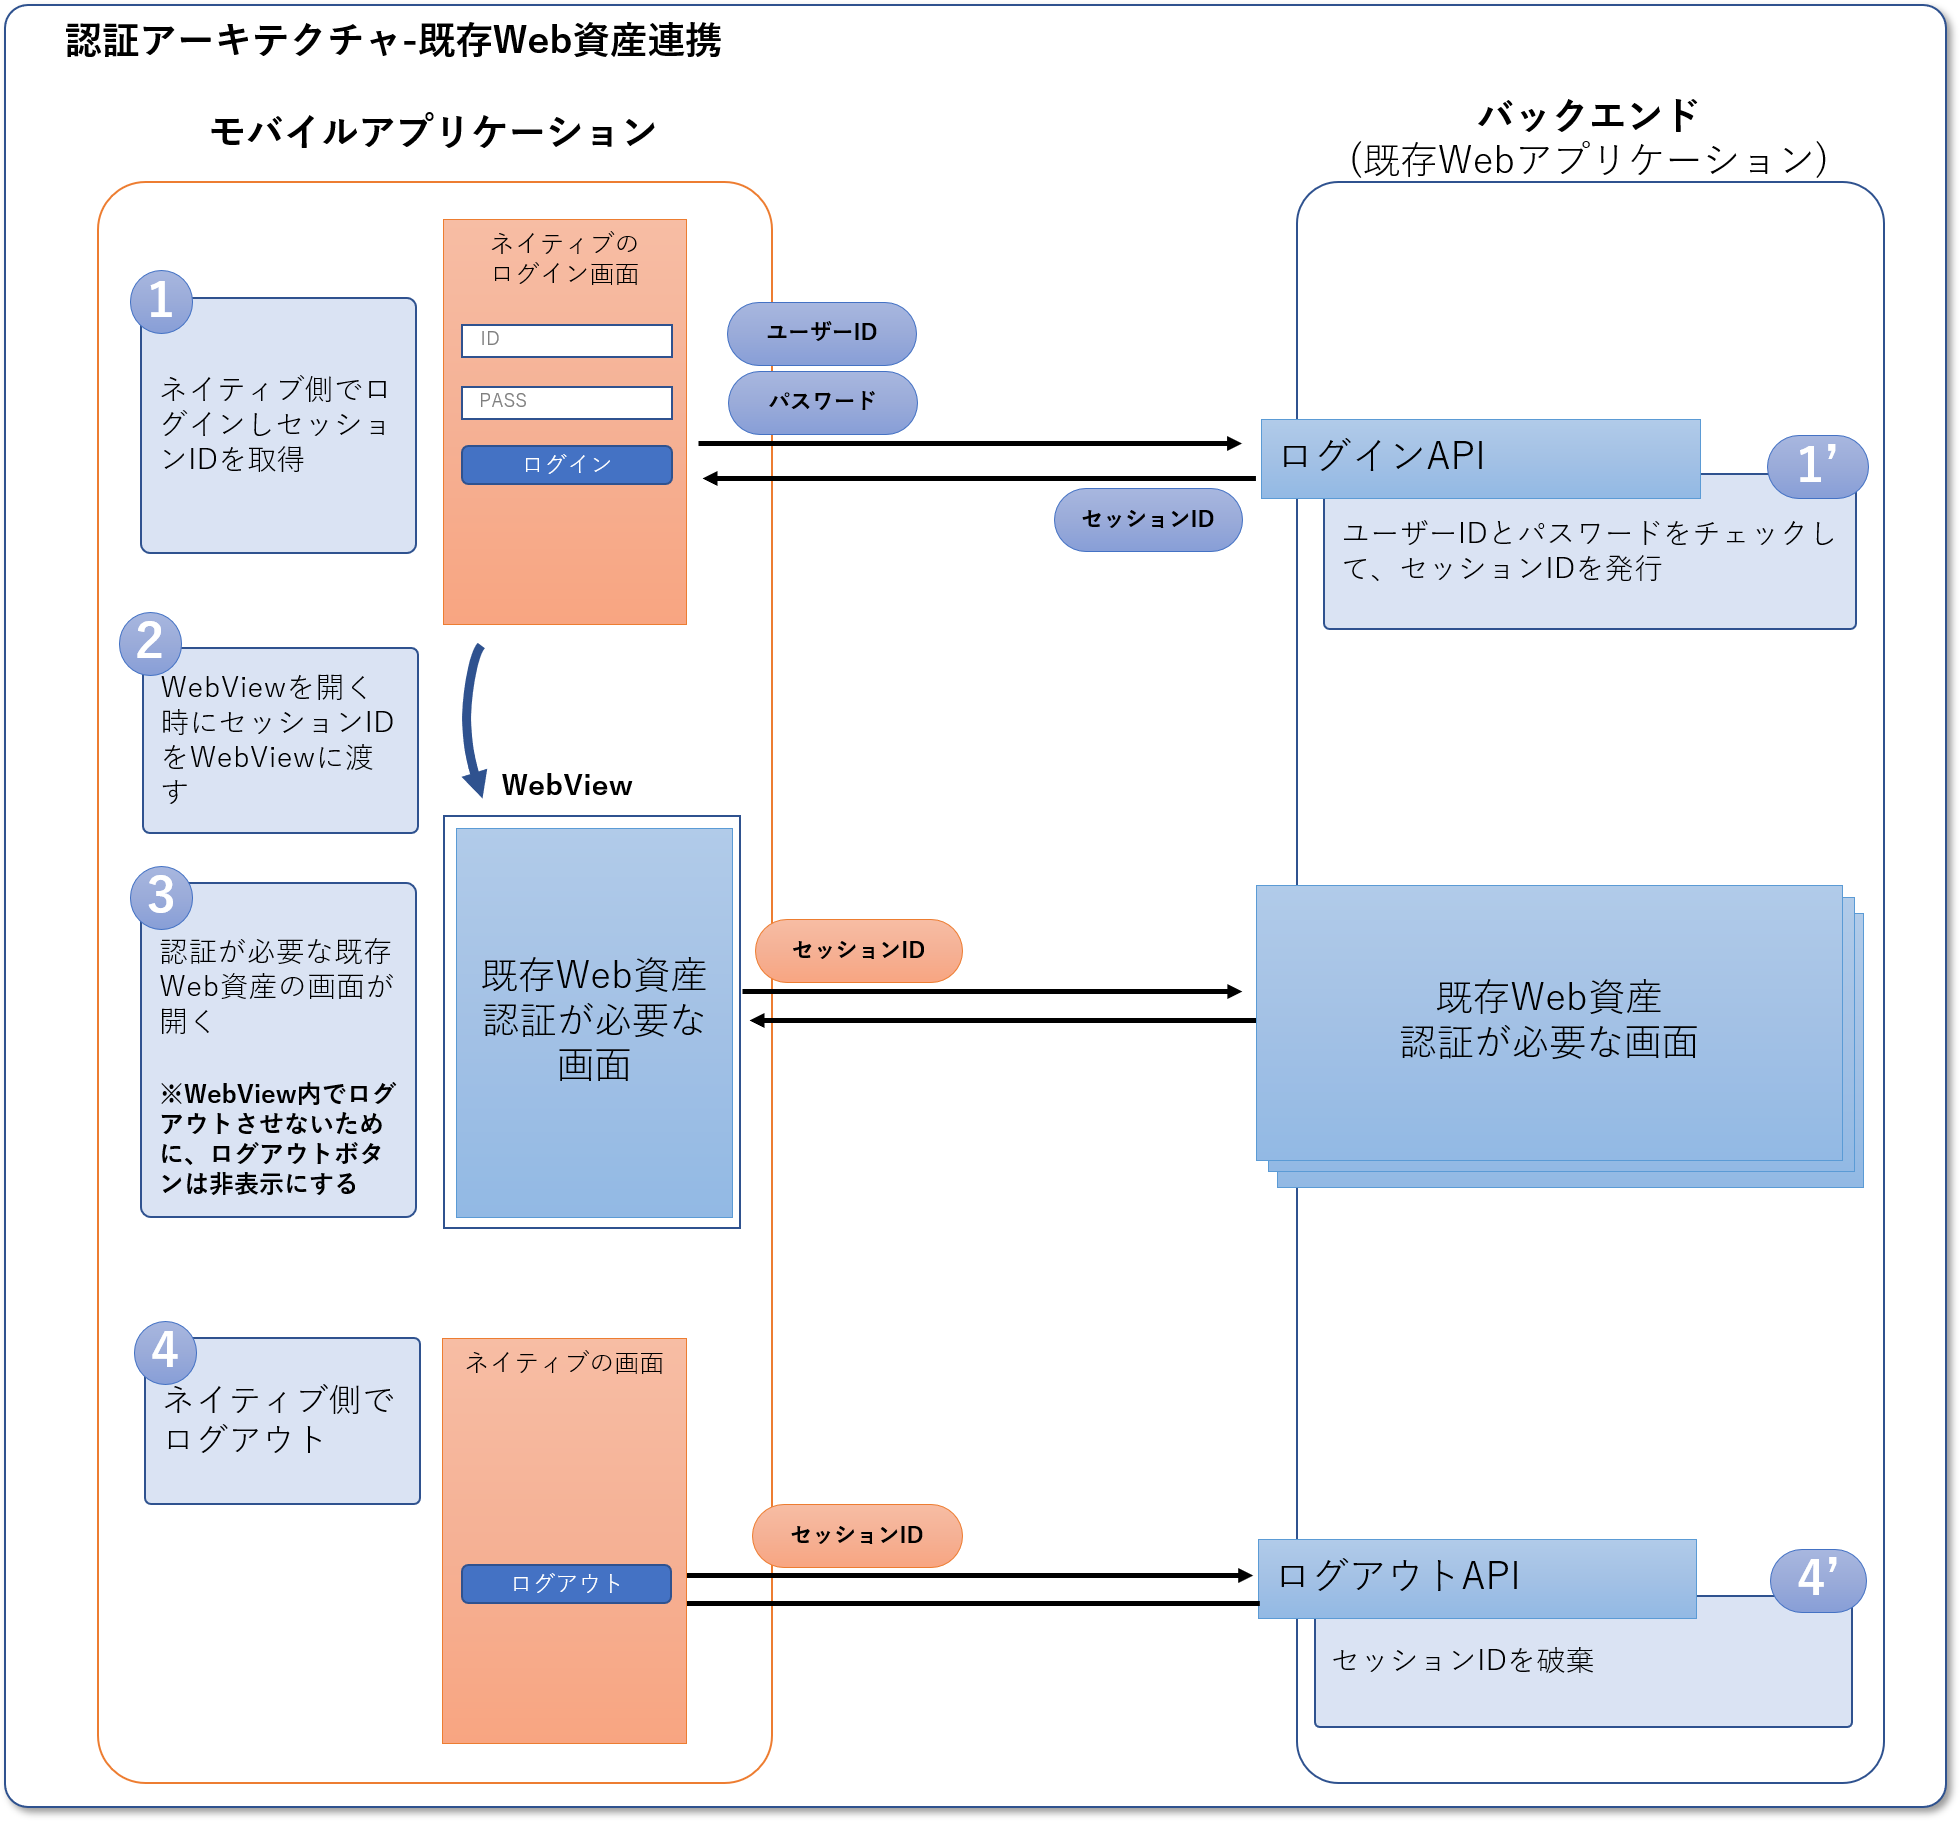 認証アーキテクチャ-既存Web資産連携
モバイルアプリケーション
バックエンド
（既存Webアプリケーション）
ネイティブの
ログイン画面
ID
PASS
ログイン
1
ネイティブ側でロ
グインしセッショ
ンIDを取得
ユーザーID
パスワード
セッションID
ログインAPI
1’
ユーザーIDとパスワードをチェックし
て、セッションIDを発行
2
WebViewを開く
時にセッションID
をWebViewに渡
す
WebView
3
認証が必要な既存
Web資産の画面が
開く
※WebView内でログ
アウトさせないため
に、ログアウトボタ
ンは非表示にする
既存Web資産
認証が必要な
画面
セッションID
既存Web資産
認証が必要な画面
4
ネイティブ側で
ログアウト
ネイティブの画面
ログアウト
セッションID
ログアウトAPI
4’
セッションIDを破棄